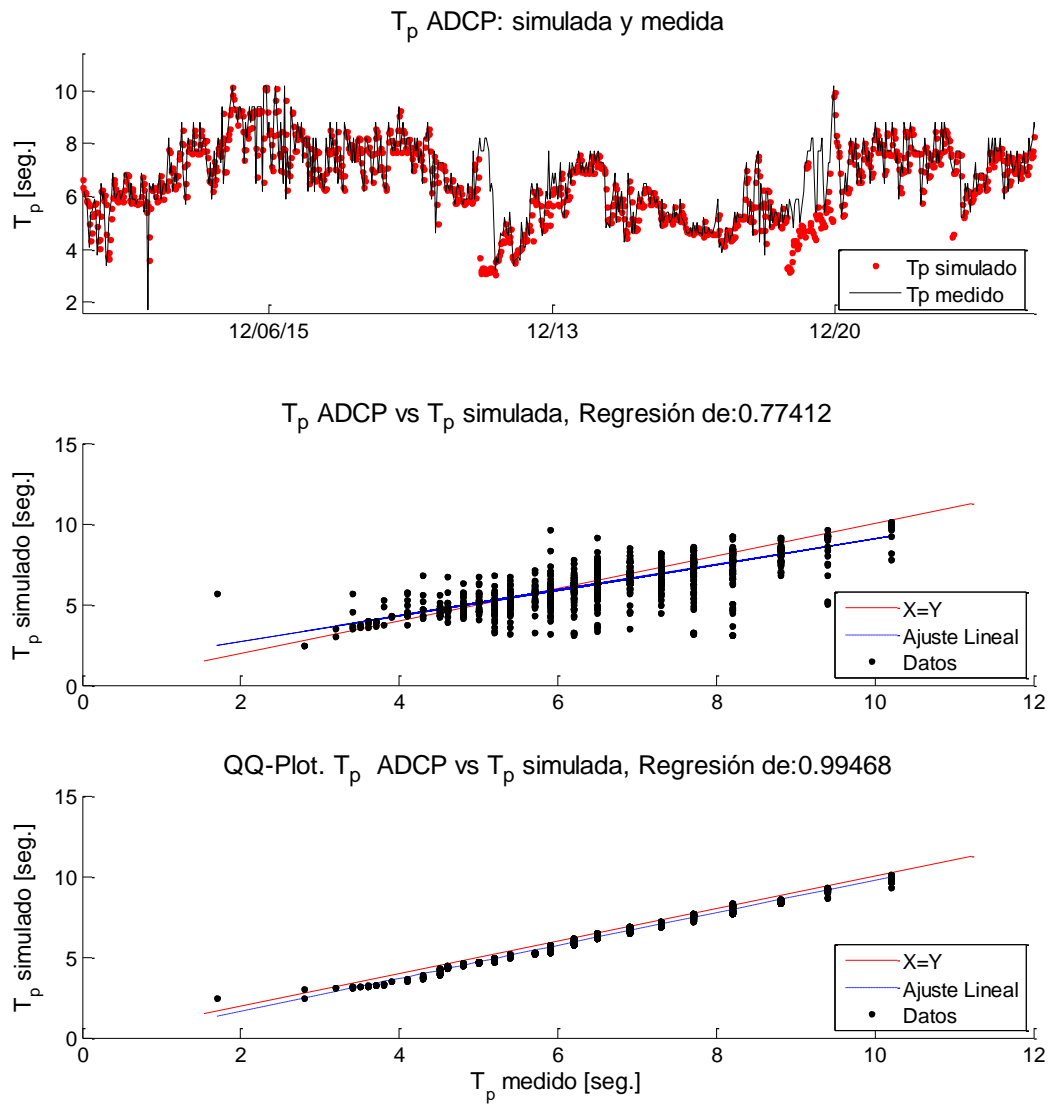 T_p ADCP: simulada y medida
T_p [seg.]
10
8
6
4
2
12/06/15
12/13
12/20
Tp simulado
Tp medido
T_p ADCP vs T_p simulada, Regresión de:0.77412
T_p simulado [seg.]
15
10
5
0
0 2 4 6 8 10 12
X=Y
Ajuste Lineal
Datos
QQ-Plot. T_p ADCP vs T_p simulada, Regresión de:0.99468
T_p simulado [seg.]
15
10
5
0
0 2 4 6 8 10 12
X=Y
Ajuste Lineal
Datos
T_p medido [seg.]